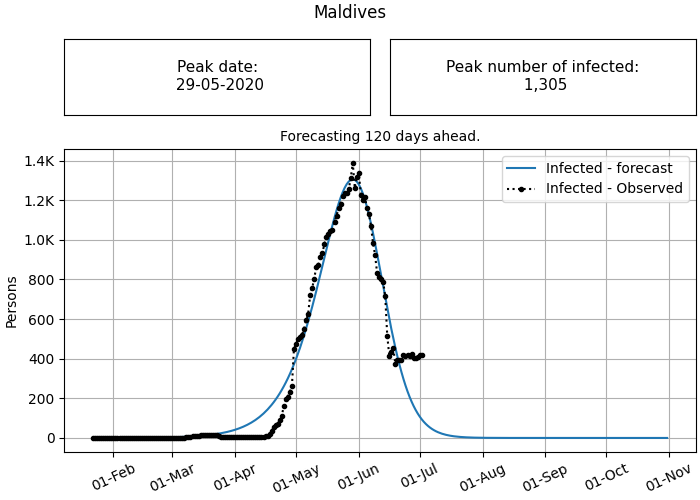 Maldives
Peak date:
29-05-2020
Peak number of infected:
1,305
Forecasting 120 days ahead.
Infected - forecast
Infected - Observed
Persons
1.4K
1.2K
1.0K
800
600
400
200
0
01-Feb
01-Mar
01-Apr
01-May
01-Jun
01-Jul
01-Aug
01-Sep
01-Oct
01-Nov